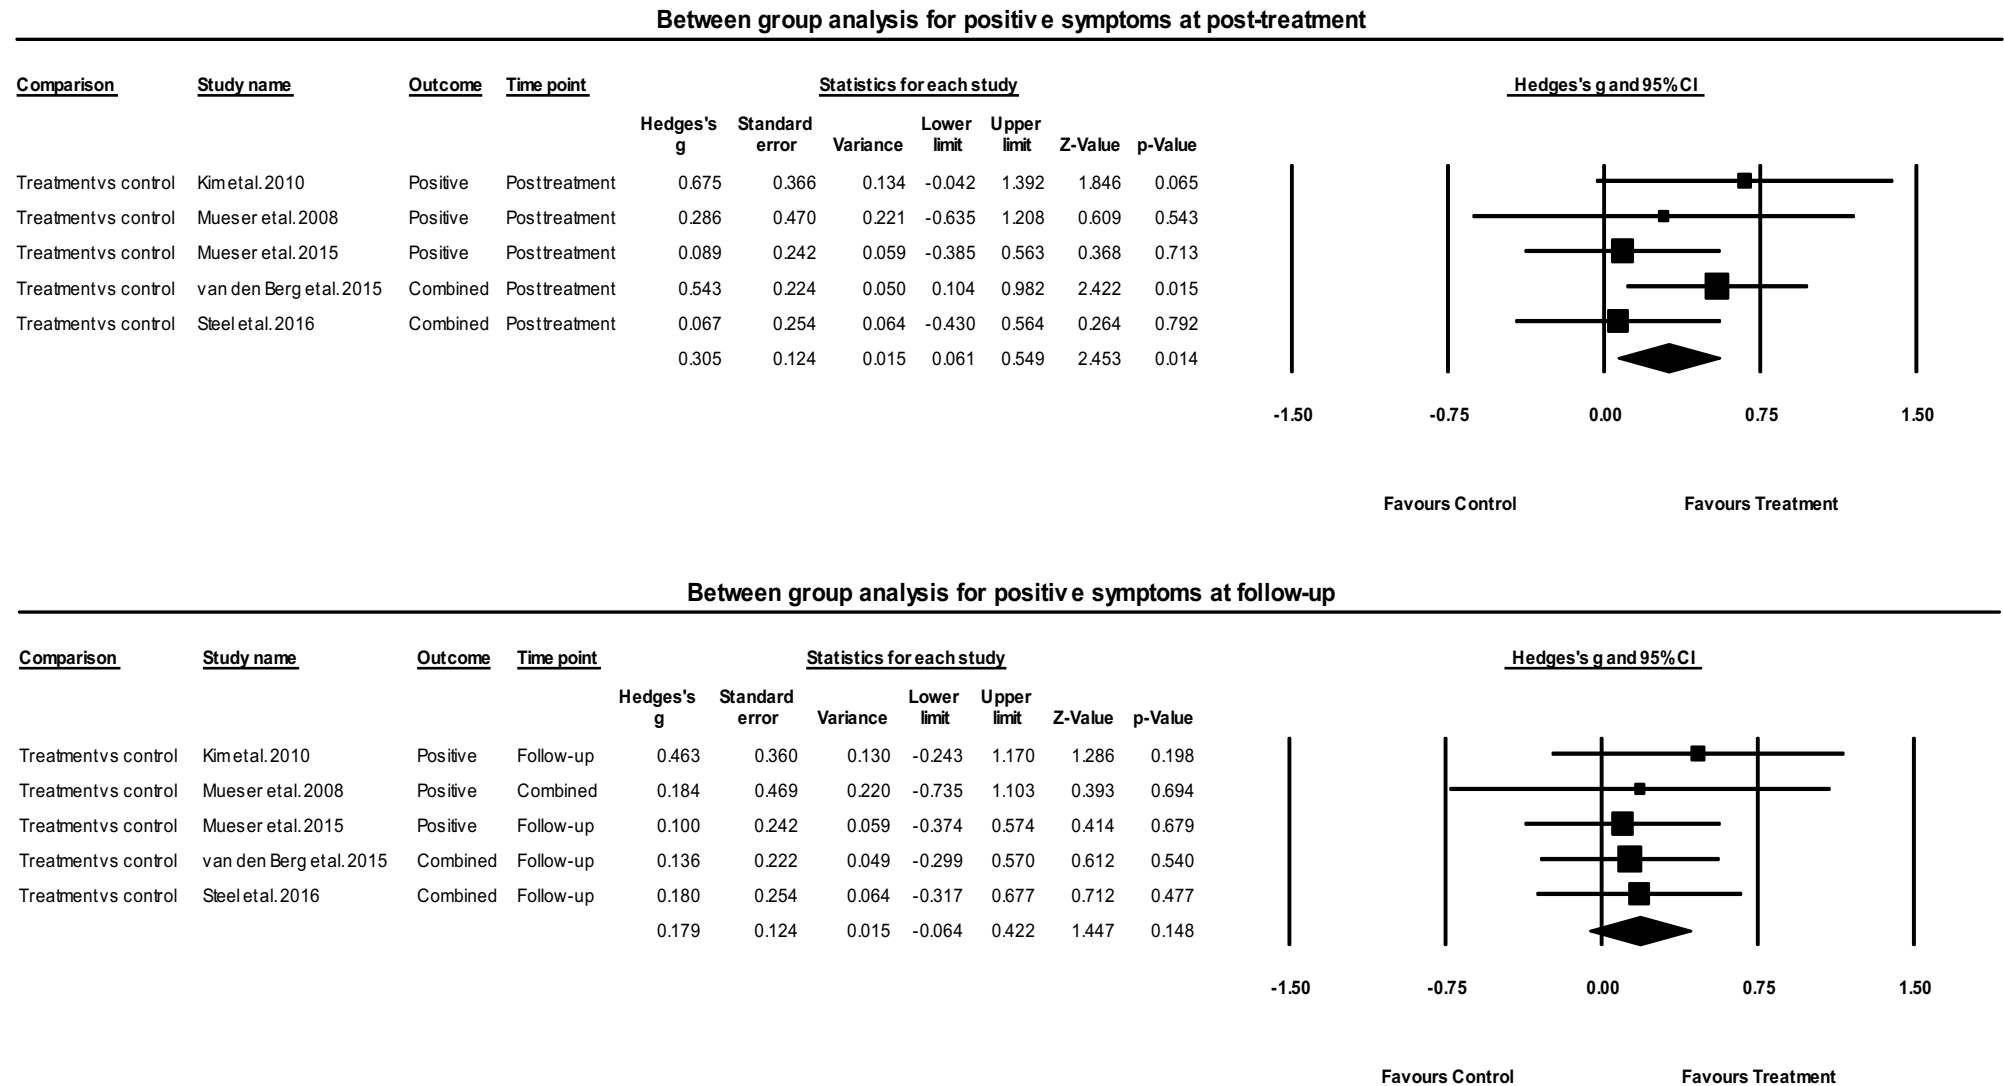 Between group analysis for positive symptoms at post-treatment
Comparison Study name Outcome Time point Statistics for each study Hedges's g and 95% CI
Hedges's g Standard error Variance Lower limit Upper limit Z-Value p-Value
Treatment vs control Kim et al. 2010 Positive Posttreatment 0.675 0.366 0.134 -0.042 1.392 1.846 0.065
Treatment vs control Mueser et al. 2008 Positive Posttreatment 0.286 0.470 0.221 -0.635 1.208 0.609 0.543
Treatment vs control Mueser et al. 2015 Positive Posttreatment 0.089 0.242 0.059 -0.385 0.563 0.368 0.713
Treatment vs control van den Berg et al. 2015 Combined Posttreatment 0.543 0.224 0.050 0.104 0.982 2.422 0.015
Treatment vs control Steel et al. 2016 Combined Posttreatment 0.067 0.254 0.064 -0.430 0.564 0.264 0.792
0.305 0.124 0.015 0.061 0.549 2.453 0.014
-1.50 -0.75 0.00 0.75 1.50
Favours Control Favours Treatment
Between group analysis for positive symptoms at follow-up
Comparison Study name Outcome Time point Statistics for each study Hedges's g and 95% CI
Hedges's g Standard error Variance Lower limit Upper limit Z-Value p-Value
Treatment vs control Kim et al. 2010 Positive Follow-up 0.463 0.360 0.130 -0.243 1.170 1.286 0.198
Treatment vs control Mueser et al. 2008 Positive Combined 0.184 0.469 0.220 -0.735 1.103 0.393 0.694
Treatment vs control Mueser et al. 2015 Positive Follow-up 0.100 0.242 0.059 -0.374 0.574 0.414 0.679
Treatment vs control van den Berg et al. 2015 Combined Follow-up 0.136 0.222 0.049 -0.299 0.570 0.612 0.540
Treatment vs control Steel et al. 2016 Combined Follow-up 0.180 0.254 0.064 -0.317 0.677 0.712 0.477
0.179 0.124 0.015 -0.064 0.422 1.447 0.148
-1.50 -0.75 0.00 0.75 1.50
Favours Control Favours Treatment